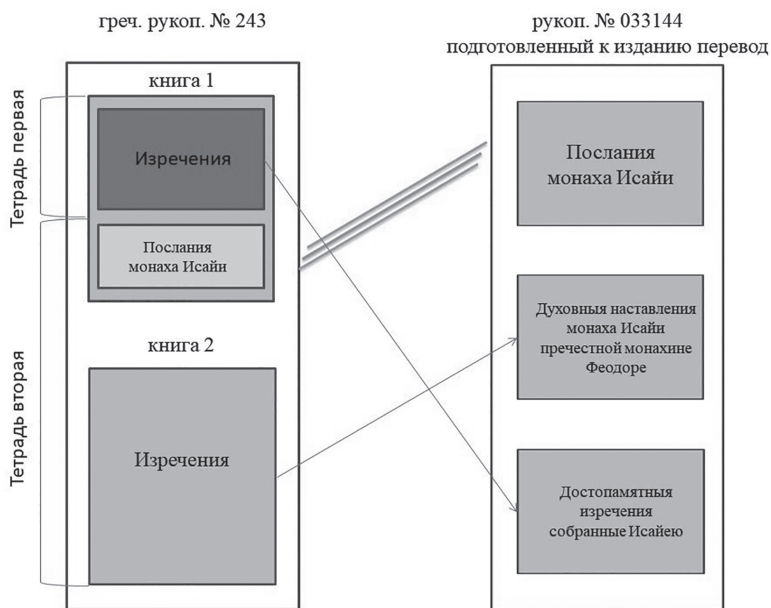 греч. рукоп. № 243
книга 1
Тетрадь первая
Изречения
Послания
монаха Исайи
книга 2
Тетрадь вторая
Изречения
рукоп. № 033144
подготовленный к изданию перевод
Послания
монаха Исайи
Духовныя наставления
монаха Исайи
пречестной монахине
Феодоре
Достопамятныя
изречения
собранные Исайею